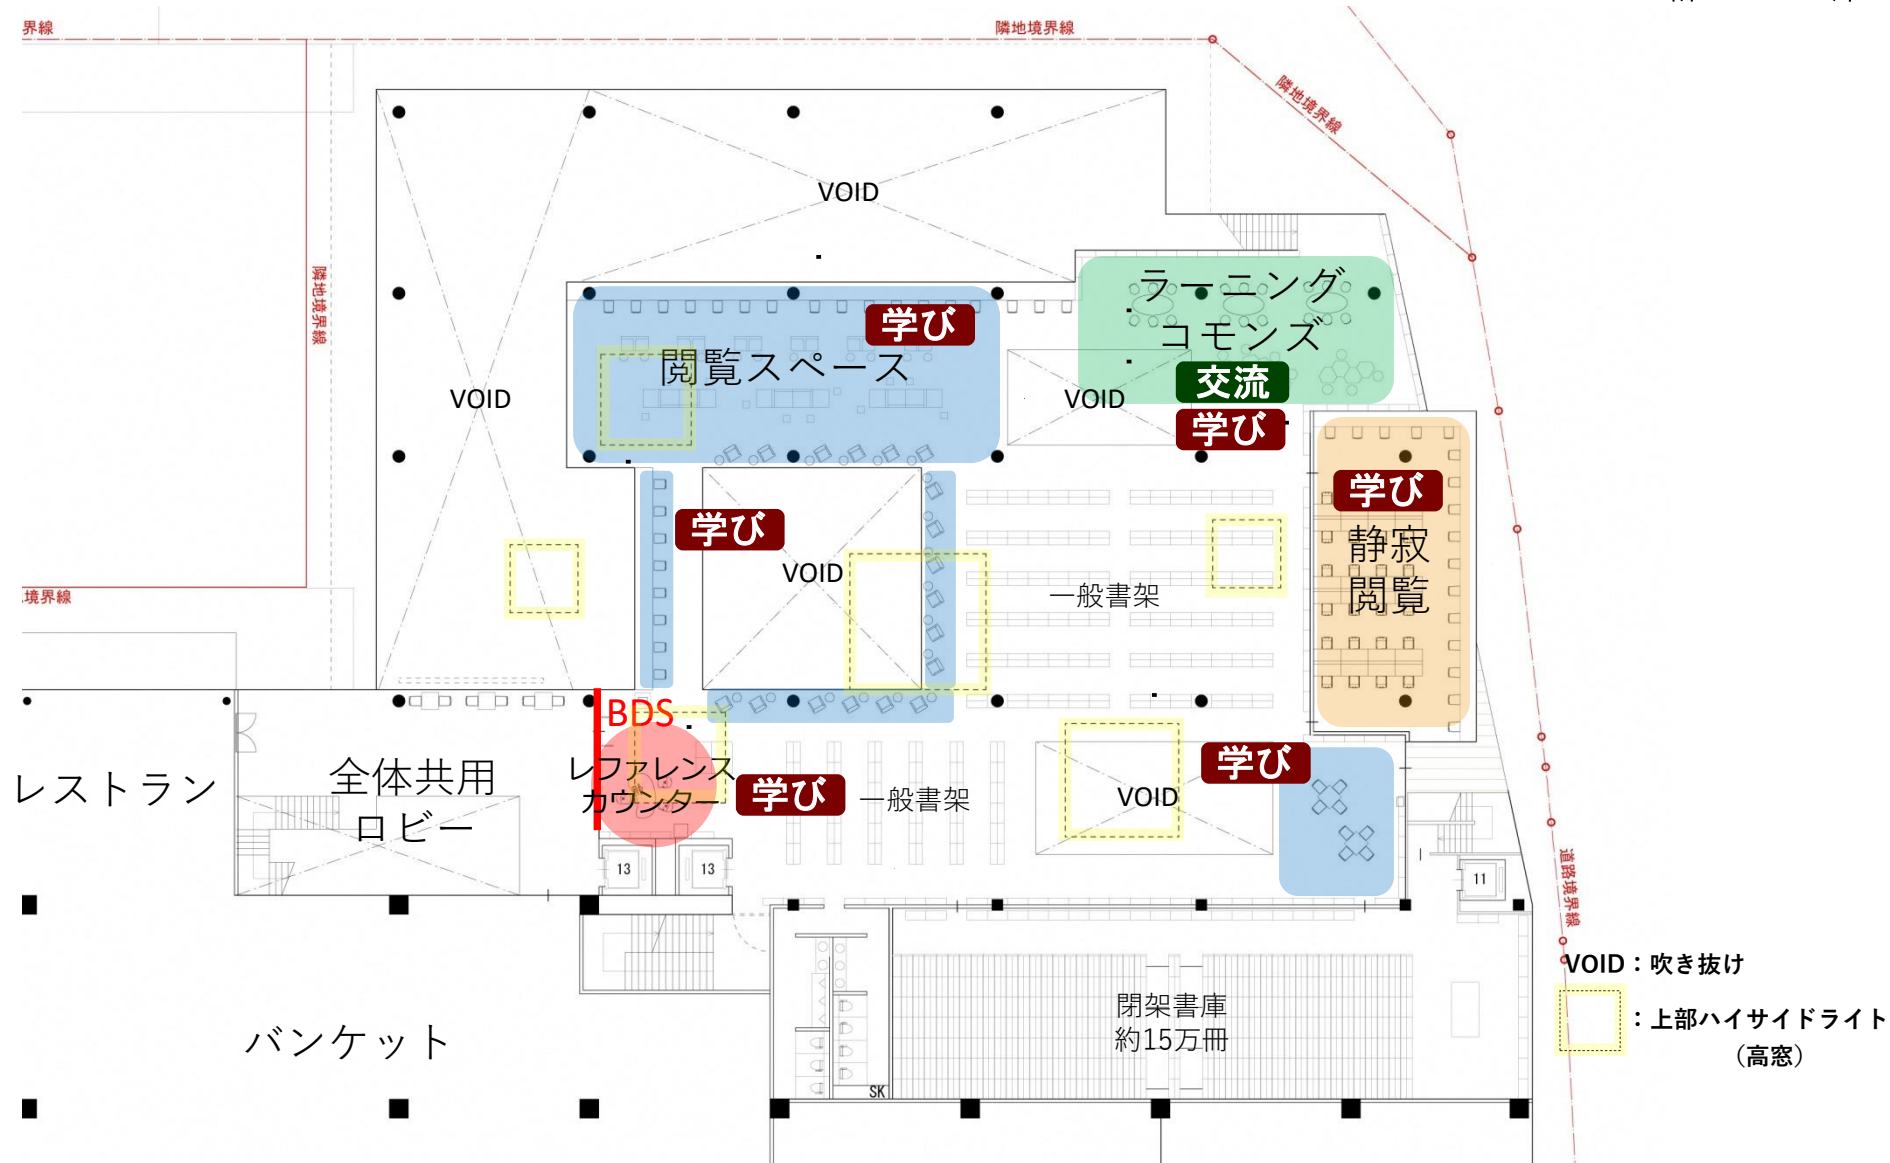 界線
隣地境界線
隣地境界線
隣地境界線
VOID
ラーニング
コモンズ
学び
閲覧スペース
交流
VOID
VOID
学び
学び
静寂
閲覧
学び
VOID
一般書架
境界線
BDS
レファレンス
カウンター
学び
学び
一般書架
VOID
レストラン
全体共用
ロビー
13
13
11
道路境界線
VOID：吹き抜け
：上部ハイサイドライト
（高窓）
閉架書庫
約15万冊
バンケット
SK